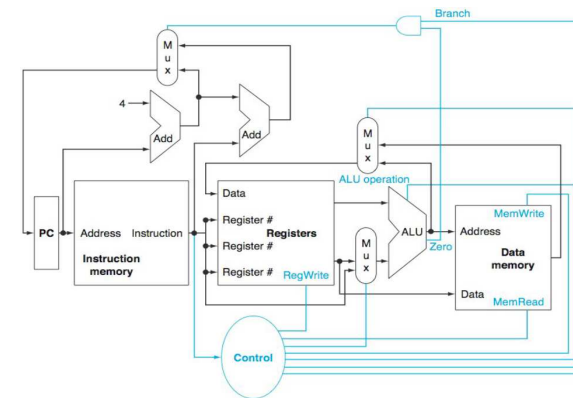 Branch
M
u
x
4
Add
Add
M
u
x
ALU operation
Data
PC
Address
Instruction
Instruction
memory
Register #
Registers
Register #
Register #
RegWrite
M
u
x
ALU
Zero
MemWrite
Address
Data
memory
Data
MemRead
Control